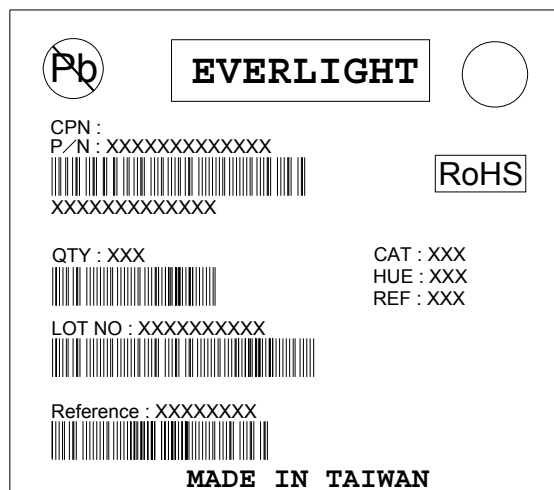 Pb
EVERLIGHT
CPN :
P/N : XXXXXXXXXXXXX
RoHS
XXXXXXXXXXXXX
QTY : XXX
CAT : XXX
HUE : XXX
REF : XXX
LOT NO : XXXXXXXXXX
Reference : XXXXXXXX
MADE IN TAIWAN